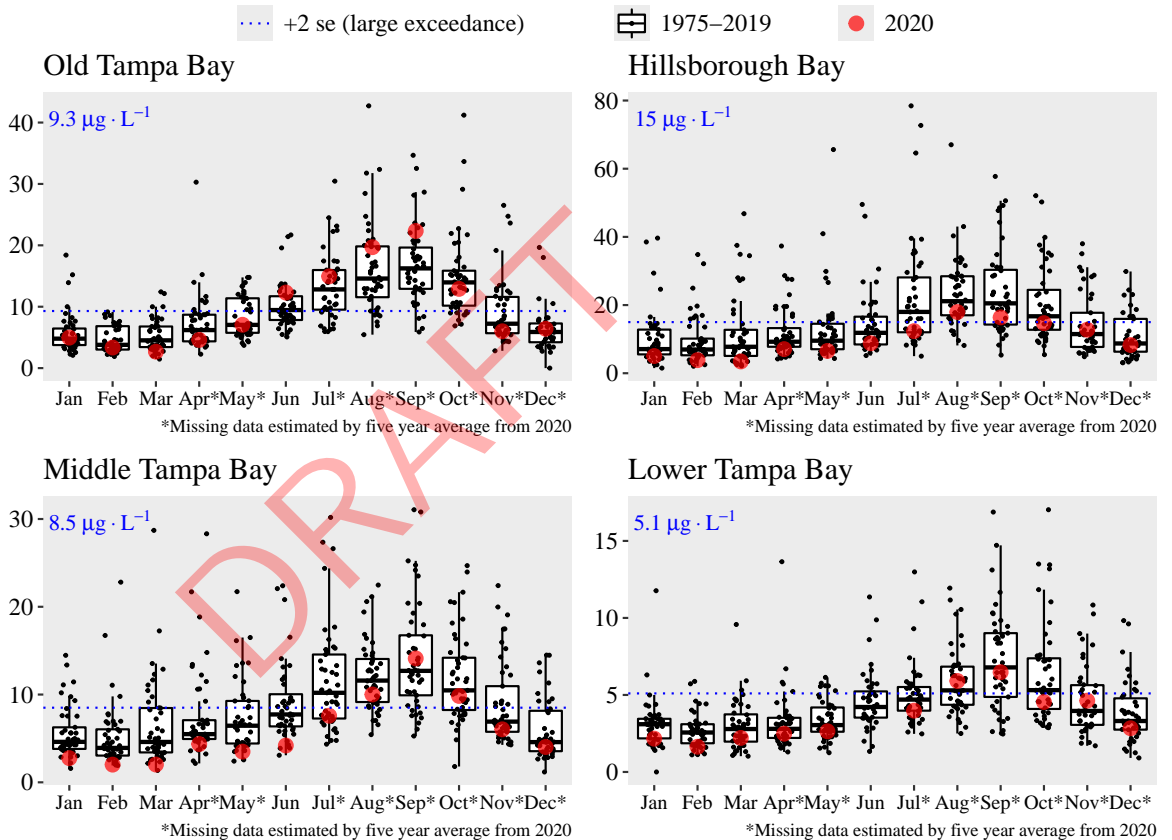 +2 se (large exceedance) 1975−2019 2020
Old Tampa Bay
9.3 μg · L−1
40
30
20
10
0
Jan Feb Mar Apr* May* Jun Jul* Aug* Sep* Oct* Nov* Dec*
*Missing data estimated by five year average from 2020
Hillsborough Bay
15 μg · L−1
80
60
40
20
0
Jan Feb Mar Apr* May* Jun Jul* Aug* Sep* Oct* Nov* Dec*
*Missing data estimated by five year average from 2020
Middle Tampa Bay
8.5 μg · L−1
30
20
10
0
Jan Feb Mar Apr* May* Jun Jul* Aug* Sep* Oct* Nov* Dec*
*Missing data estimated by five year average from 2020
Lower Tampa Bay
5.1 μg · L−1
15
10
5
0
Jan Feb Mar Apr* May* Jun Jul* Aug* Sep* Oct* Nov* Dec*
*Missing data estimated by five year average from 2020
DRAFT